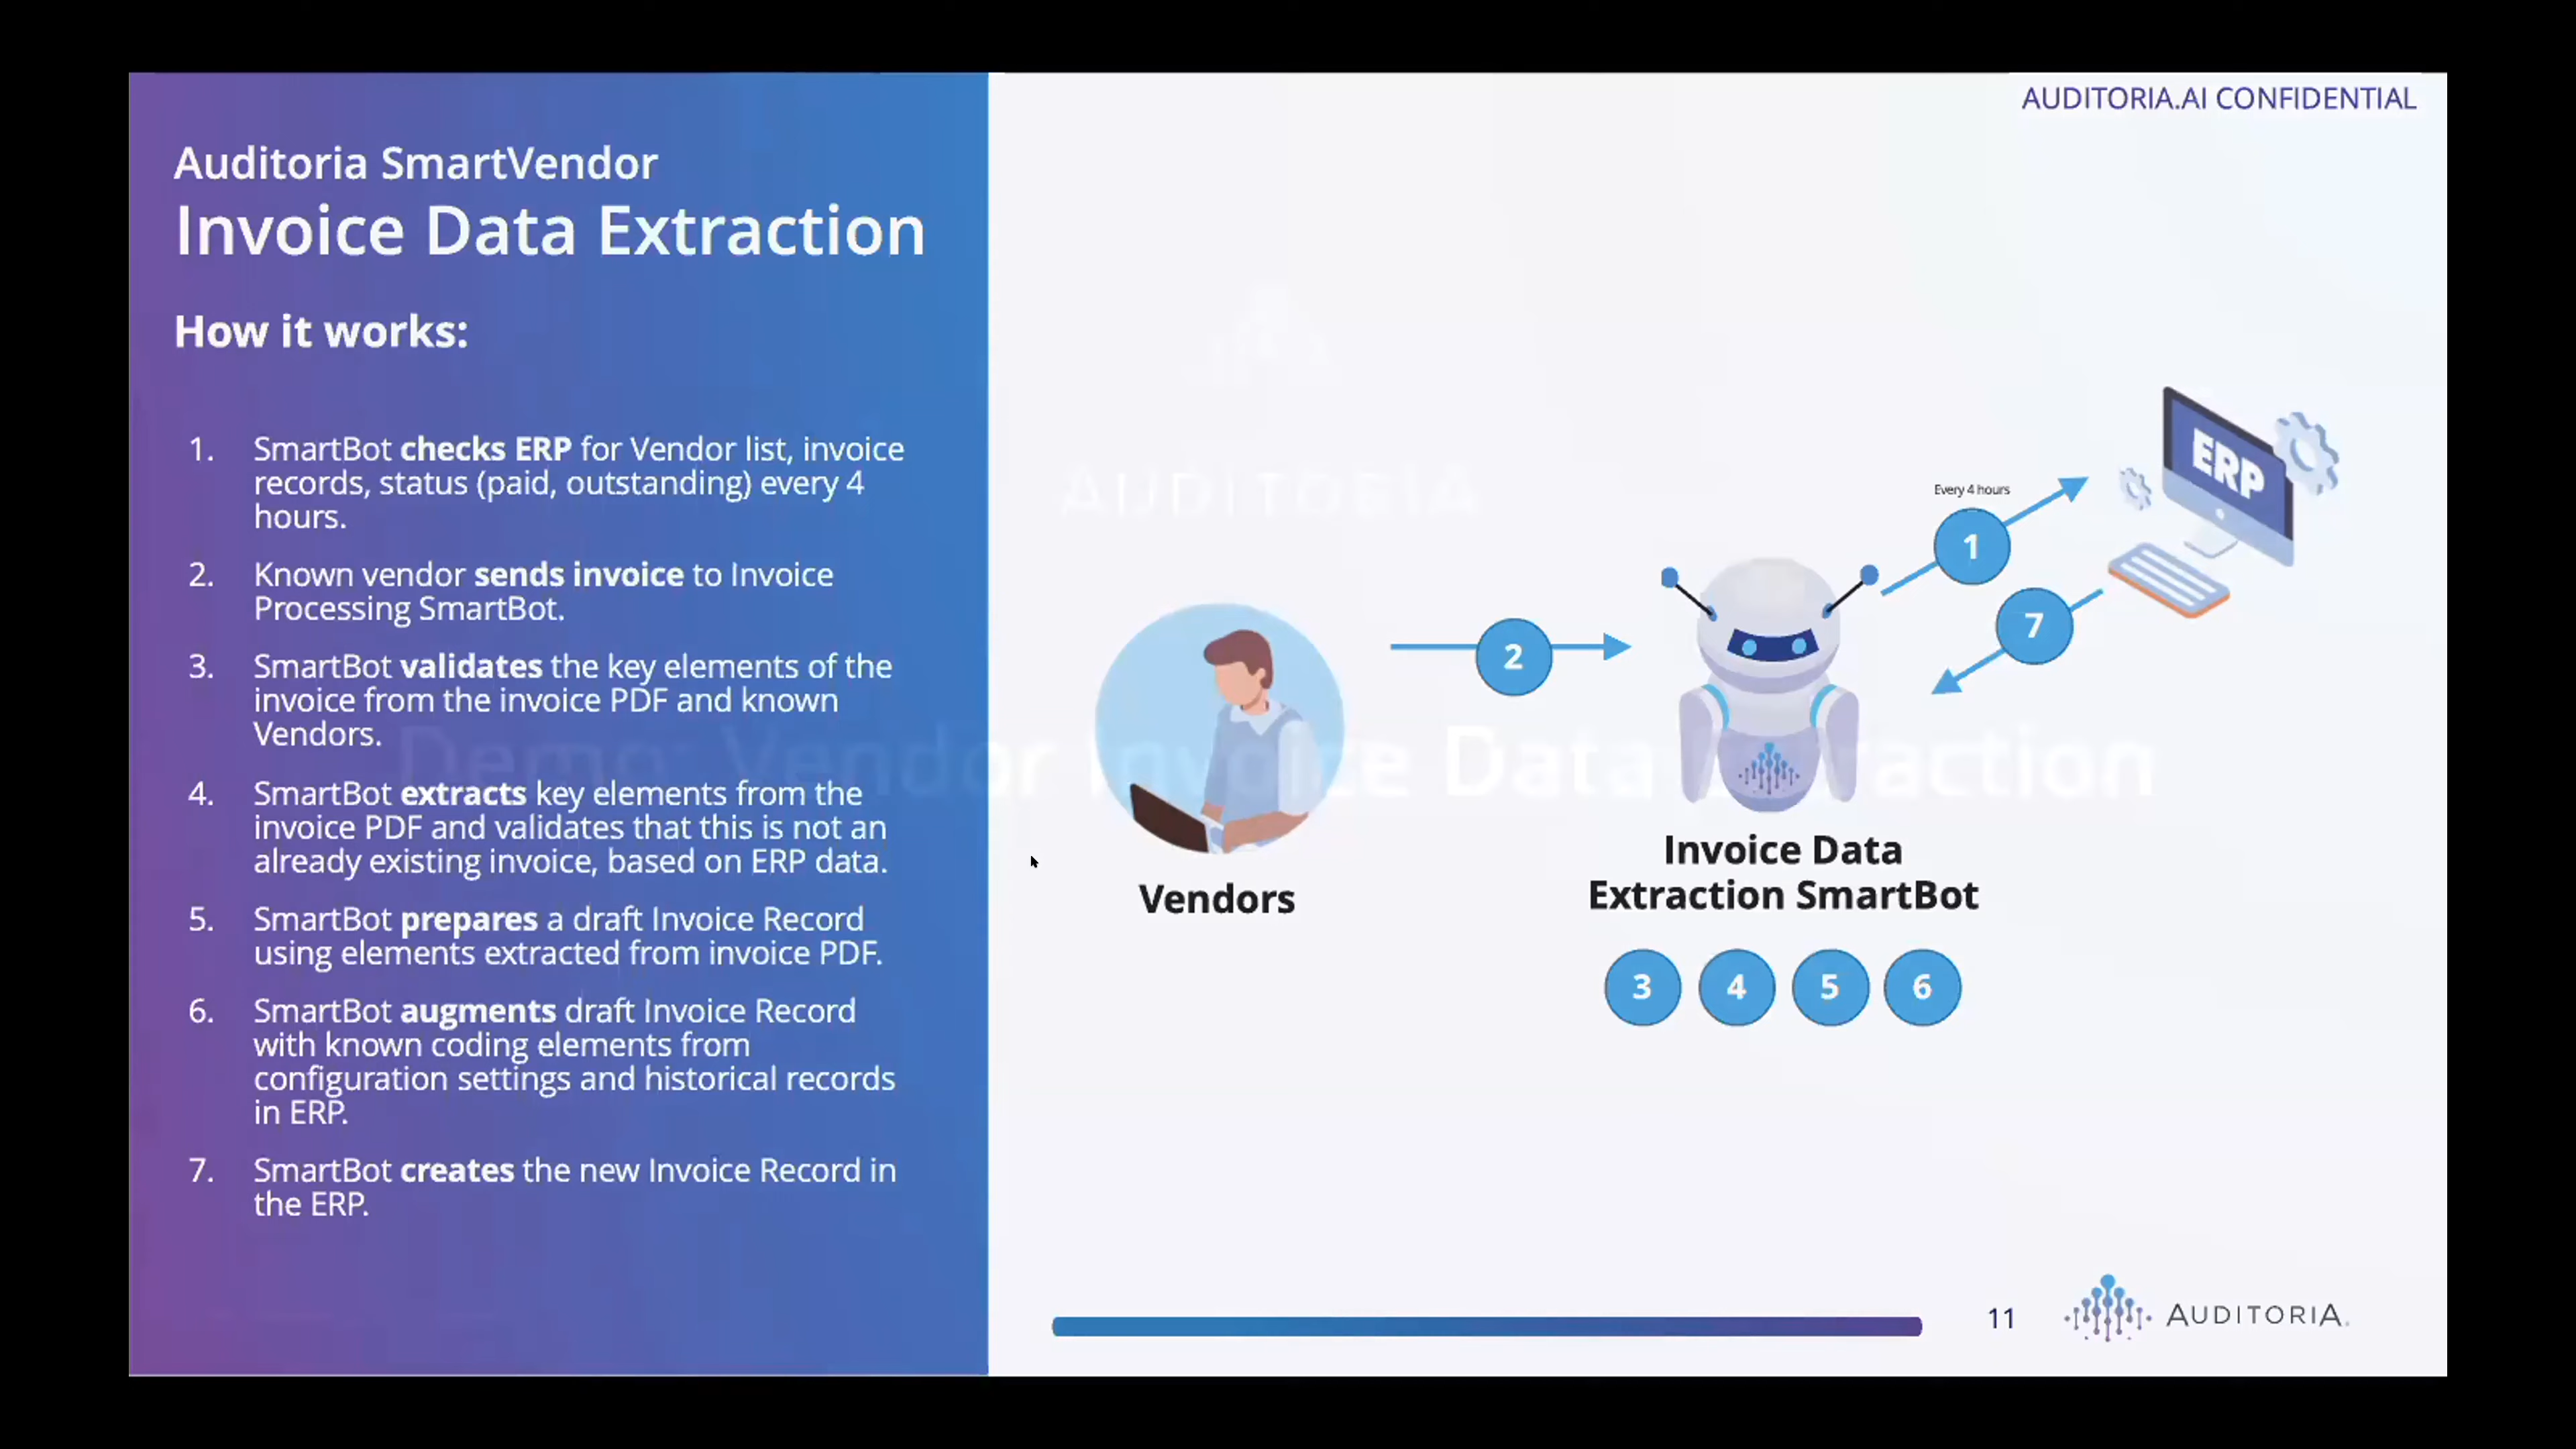 AUDITORIA.AI CONFIDENTIAL
Auditoria SmartVendor
Invoice Data Extraction
How it works:
1. SmartBot checks ERP for Vendor list, invoice
records, status (paid, outstanding) every 4
hours.
2. Known vendor sends invoice to Invoice
Processing SmartBot.
3. SmartBot validates the key elements of the
invoice from the invoice PDF and known
Vendors.
4. SmartBot extracts key elements from the
invoice PDF and validates that this is not an
already existing invoice, based on ERP data.
5. SmartBot prepares a draft Invoice Record
using elements extracted from invoice PDF.
6. SmartBot augments draft Invoice Record
with known coding elements from
configuration settings and historical records
in ERP.
7. SmartBot creates the new Invoice Record in
the ERP.
AUDITORIA
Demo: Vendor Invoice Data Extraction
ERP
Every 4 hours
1
7
2
Vendors
Invoice Data
Extraction SmartBot
3 4 5 6
11
AUDITORIA.